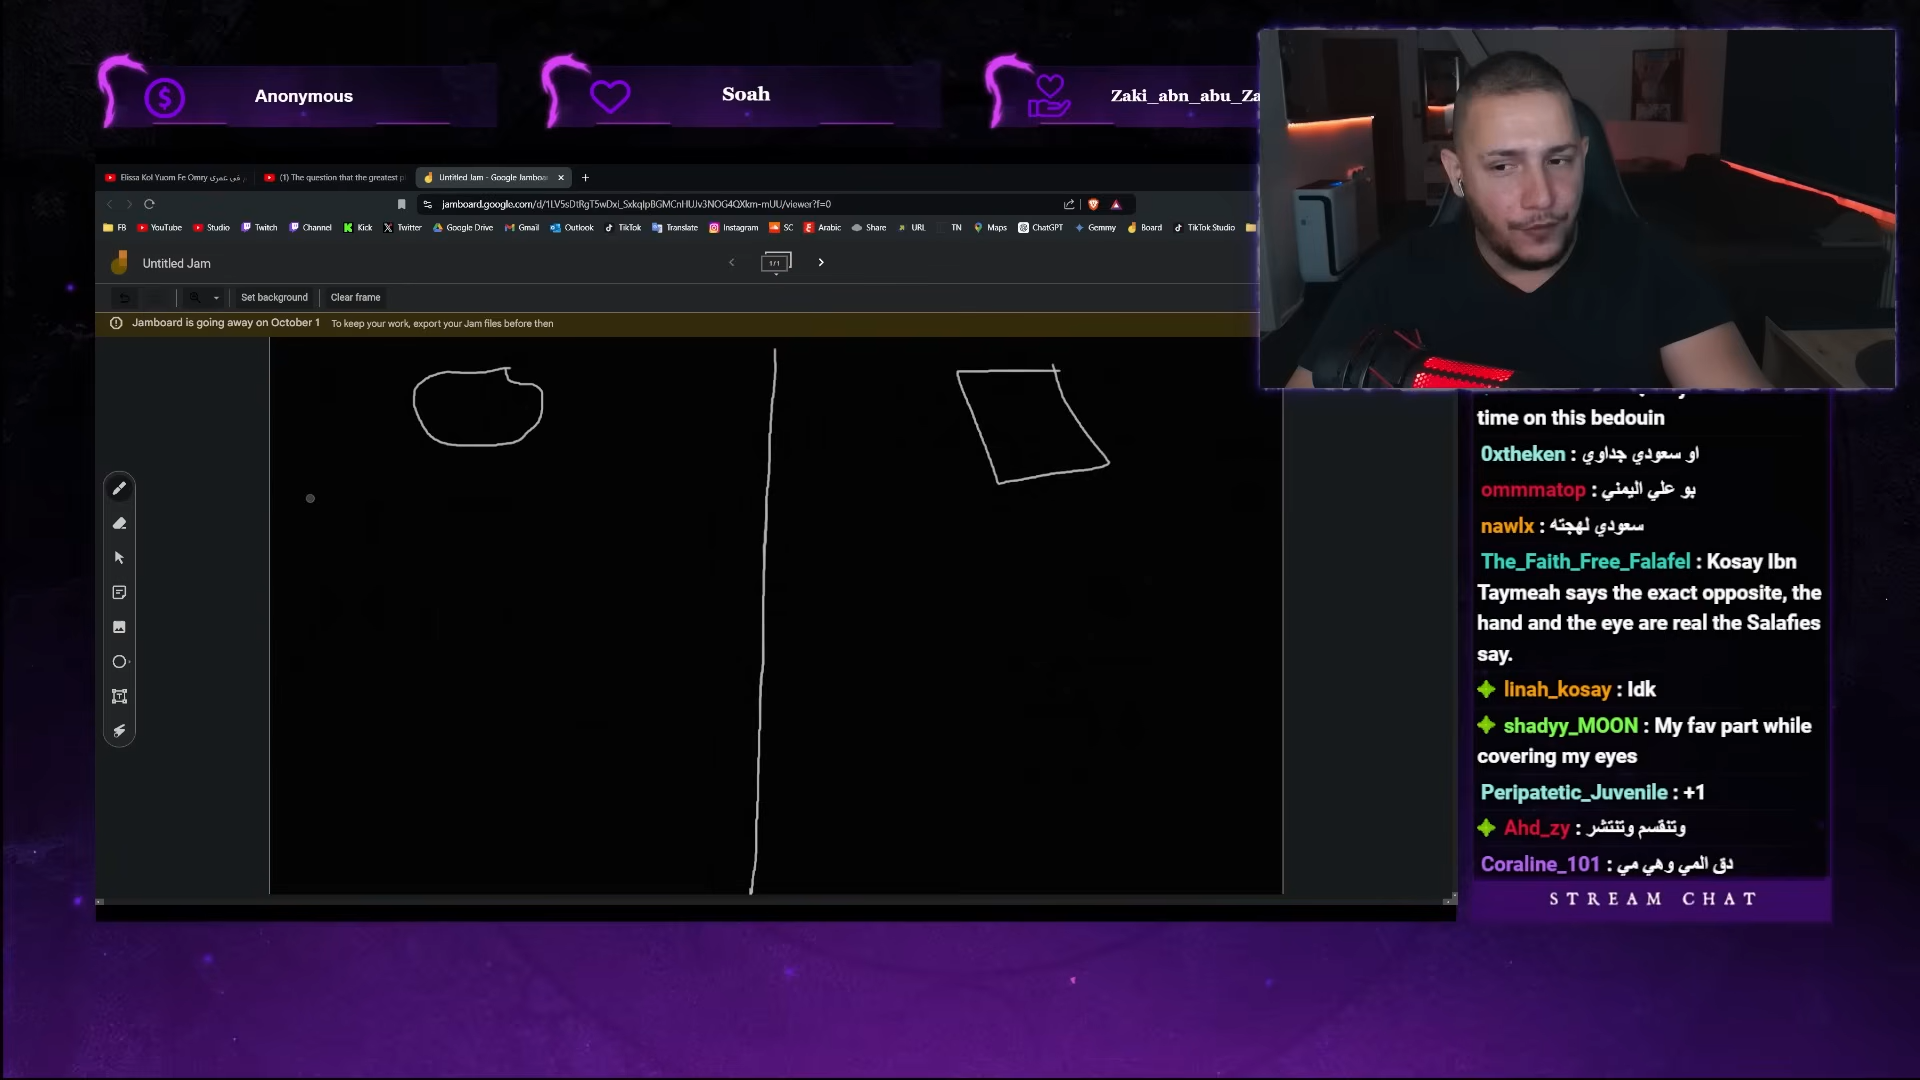 Anonymous
Soah
Zaki_abn_abu_Za
Elissa Kol Yuom Fe Omry فى عمرى
(1) The question that the greatest p
Untitled Jam - Google Jamboa
jamboard.google.com/d/1LV5sDtRgT5wDxi_SxkqIpBGMCnHUJv3NOG4QXkm-mUU/viewer?f=0
FB YouTube Studio Twitch Channel Kick Twitter Google Drive Gmail Outlook TikTok Translate Instagram SC Arabic Share URL TN Maps ChatGPT Gemmy Board TikTok Studio
Untitled Jam
1/1
Set background Clear frame
Jamboard is going away on October 1 To keep your work, export your Jam files before then
time on this bedouin
0xtheken : او سعودي جداوي
ommmatop : بو علي اليمني
nawlx : سعودي لهجته
The_Faith_Free_Falafel : Kosay Ibn
Taymeah says the exact opposite, the
hand and the eye are real the Salafies
say.
linah_kosay : Idk
shadyy_MOON : My fav part while
covering my eyes
Peripatetic_Juvenile : +1
Ahd_zy : وتنقسم وتنتشر
Coraline_101 : دق المي وهي مي
STREAM CHAT